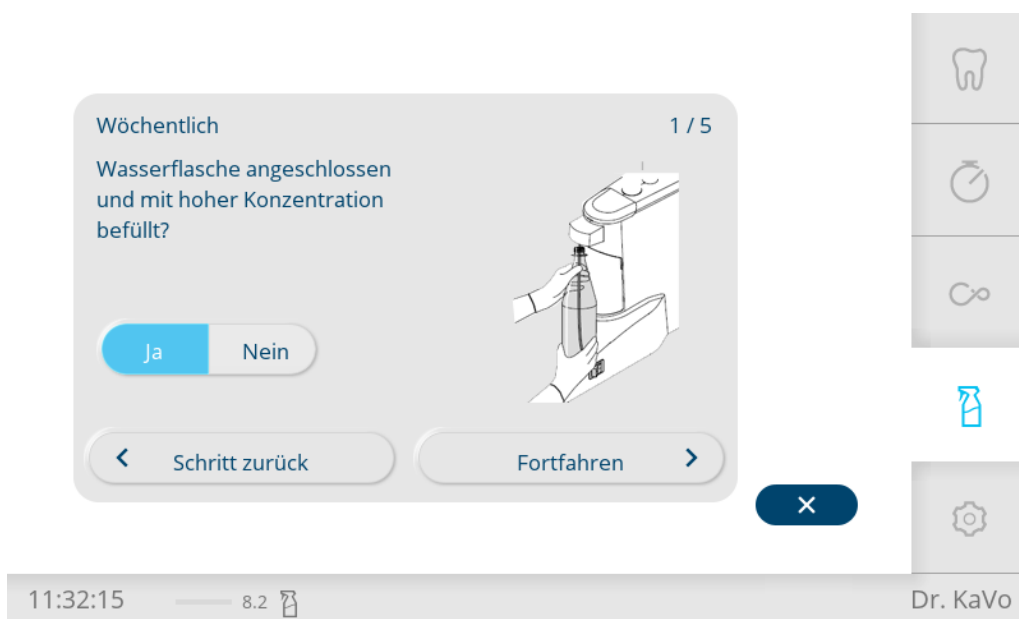 Wöchentlich 1 / 5
Wasserflasche angeschlossen
und mit hoher Konzentration
befüllt?
Ja Nein
Schritt zurück Fortfahren
11:32:15 8.2 Dr. KaVo